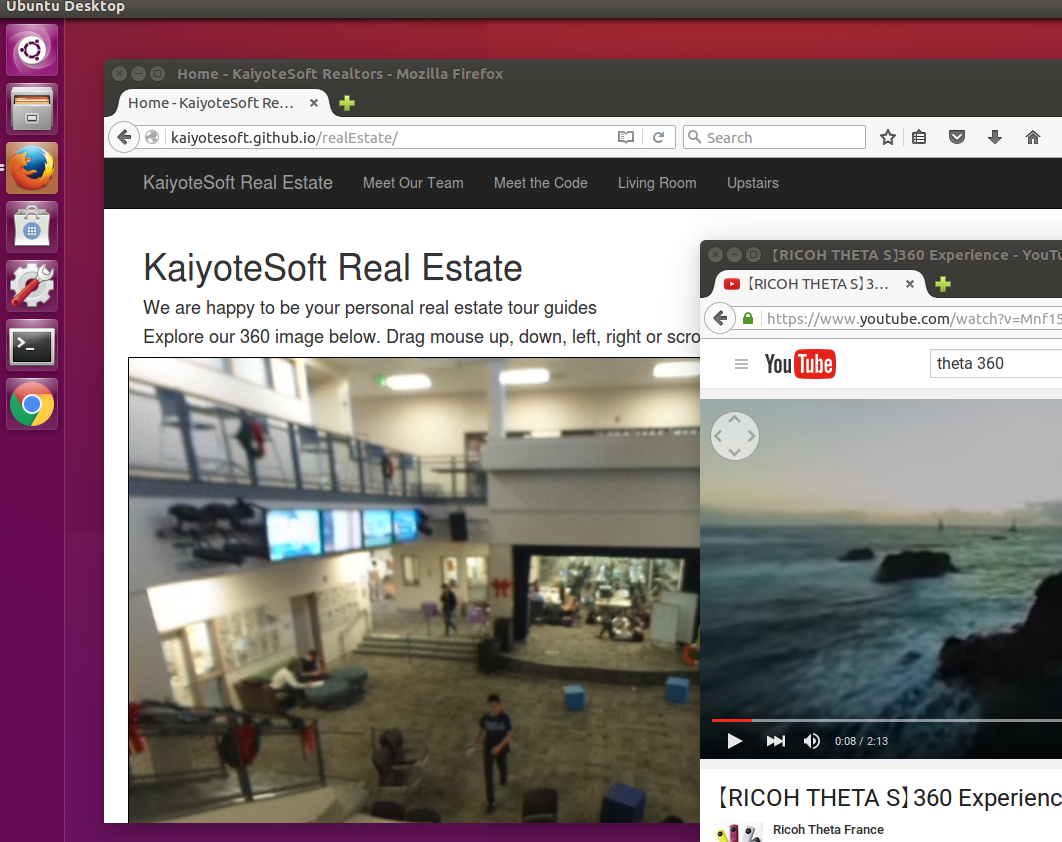 Ubuntu Desktop
Home - KaiyoteSoft Realtors - Mozilla Firefox
Home - KaiyoteSoft Re...
kaiyotesoft.github.io/realEstate/
Search
KaiyoteSoft Real Estate
Meet Our Team
Meet the Code
Living Room
Upstairs
KaiyoteSoft Real Estate
We are happy to be your personal real estate tour guides
Explore our 360 image below. Drag mouse up, down, left, right or scro
【RICOH THETA S】360 Experience - YouTu
【RICOH THETA S】3...
https://www.youtube.com/watch?v=Mnf15
YouTube
theta 360
0:08 / 2:13
【RICOH THETA S】360 Experienc
Ricoh Theta France